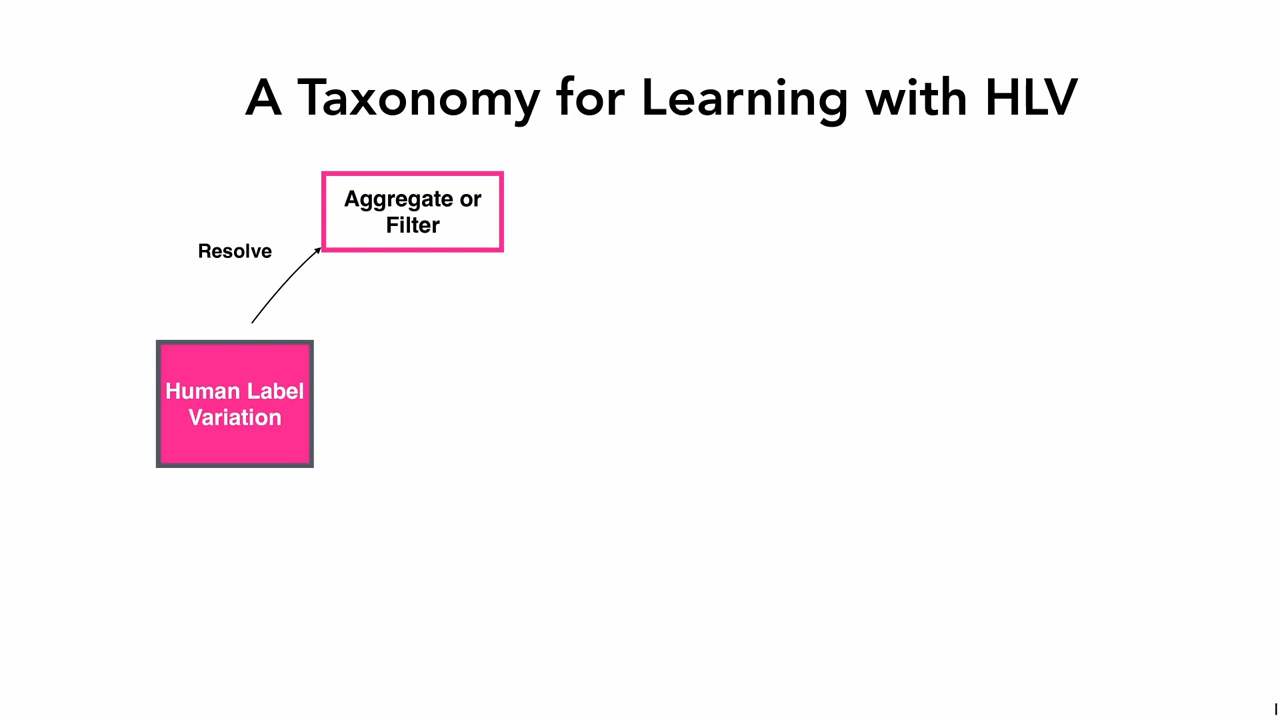 A Taxonomy for Learning with HLV
Aggregate or
Filter
Resolve
Human Label
Variation